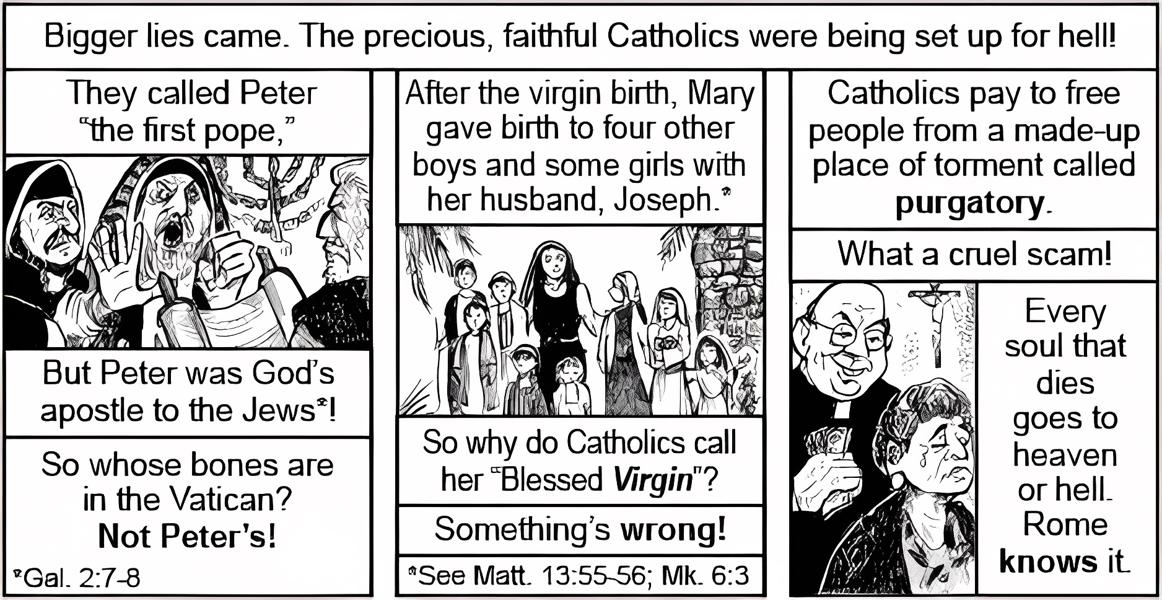 Bigger lies came. The precious, faithful Catholics were being set up for hell!
They called Peter
“the first pope,”
But Peter was God’s
apostle to the Jews*!
So whose bones are
in the Vatican?
Not Peter’s!
*Gal. 2:7-8
After the virgin birth, Mary
gave birth to four other
boys and some girls with
her husband, Joseph.*
So why do Catholics call
her “Blessed Virgin”?
Something’s wrong!
*See Matt. 13:55-56; Mk. 6:3
Catholics pay to free
people from a made-up
place of torment called
purgatory.
What a cruel scam!
Every
soul that
dies
goes to
heaven
or hell.
Rome
knows it.